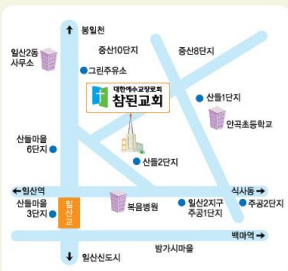 ↑ 봉일천
일산2동
사무소
중산10단지
중산8단지
그린주유소
대한예수교장로회
참된교회
산들1단지
안곡초등학교
산들마을
6단지
산들2단지
←일산역
식사동→
산들마을
3단지
일산교
복음병원
일산2지구
주공1단지
주공2단지
백마역→
밤가시마을
↓ 일산신도시